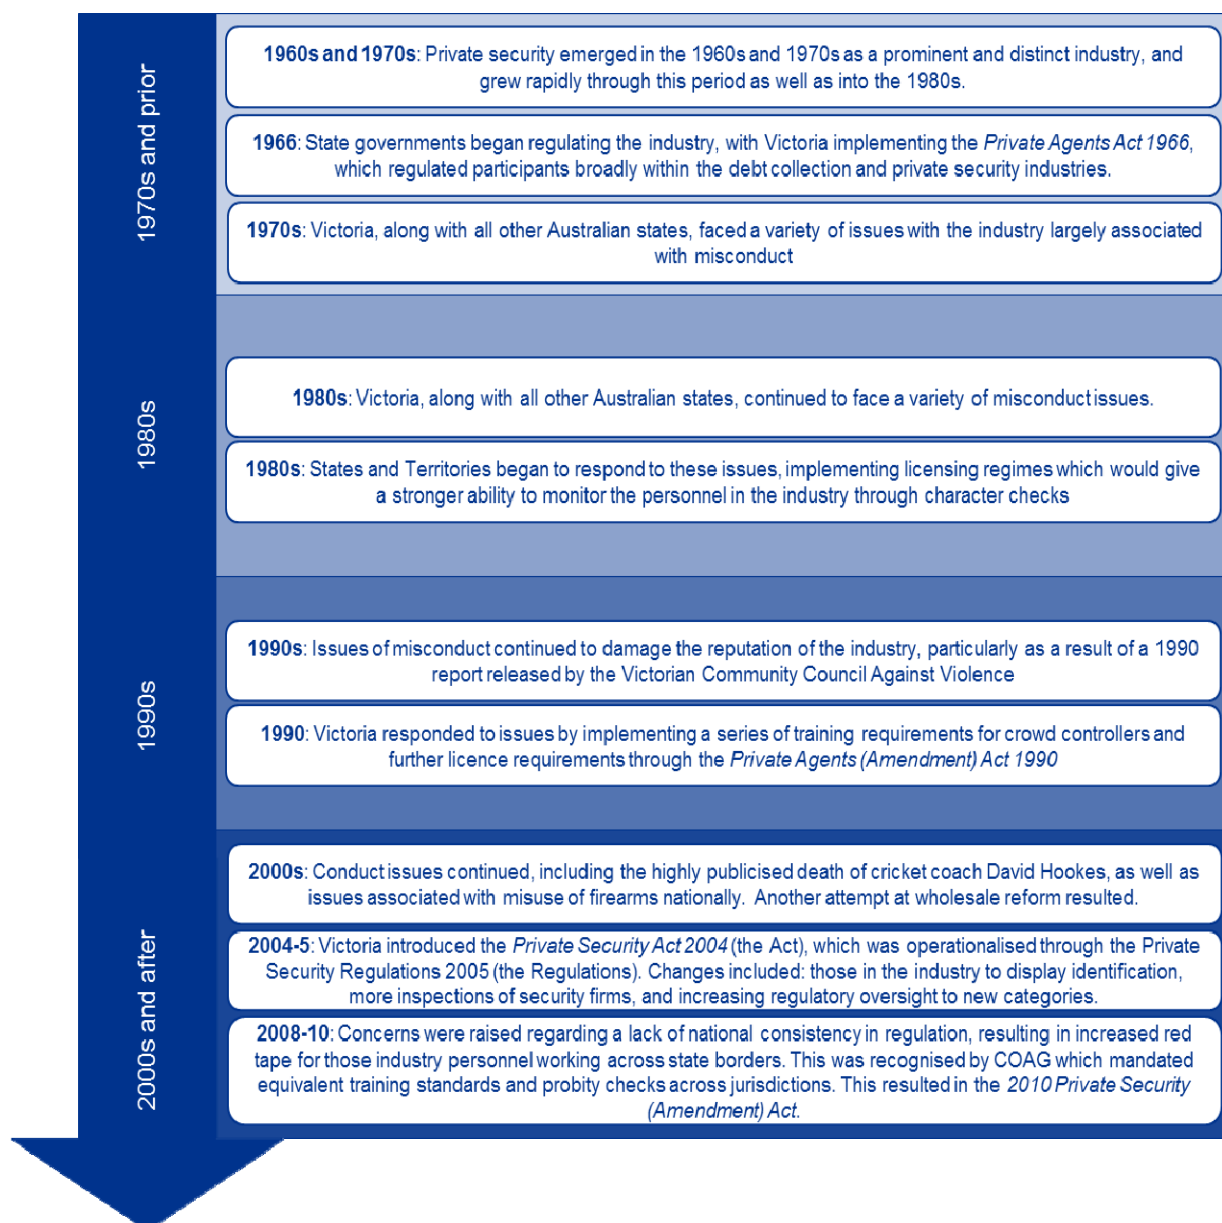 1970s and prior
1960s and 1970s: Private security emerged in the 1960s and 1970s as a prominent and distinct industry, and
grew rapidly through this period as well as into the 1980s.
1966: State governments began regulating the industry, with Victoria implementing the Private Agents Act 1966,
which regulated participants broadly within the debt collection and private security industries.
1970s: Victoria, along with all other Australian states, faced a variety of issues with the industry largely associated
with misconduct
1980s
1980s: Victoria, along with all other Australian states, continued to face a variety of misconduct issues.
1980s: States and Territories began to respond to these issues, implementing licensing regimes which would give
a stronger ability to monitor the personnel in the industry through character checks
1990s
1990s: Issues of misconduct continued to damage the reputation of the industry, particularly as a result of a 1990
report released by the Victorian Community Council Against Violence
1990: Victoria responded to issues by implementing a series of training requirements for crowd controllers and
further licence requirements through the Private Agents (Amendment) Act 1990
2000s and after
2000s: Conduct issues continued, including the highly publicised death of cricket coach David Hookes, as well as
issues associated with misuse of firearms nationally. Another attempt at wholesale reform resulted.
2004-5: Victoria introduced the Private Security Act 2004 (the Act), which was operationalised through the Private
Security Regulations 2005 (the Regulations). Changes included: those in the industry to display identification,
more inspections of security firms, and increasing regulatory oversight to new categories.
2008-10: Concerns were raised regarding a lack of national consistency in regulation, resulting in increased red
tape for those industry personnel working across state borders. This was recognised by COAG which mandated
equivalent training standards and probity checks across jurisdictions. This resulted in the 2010 Private Security
(Amendment) Act.